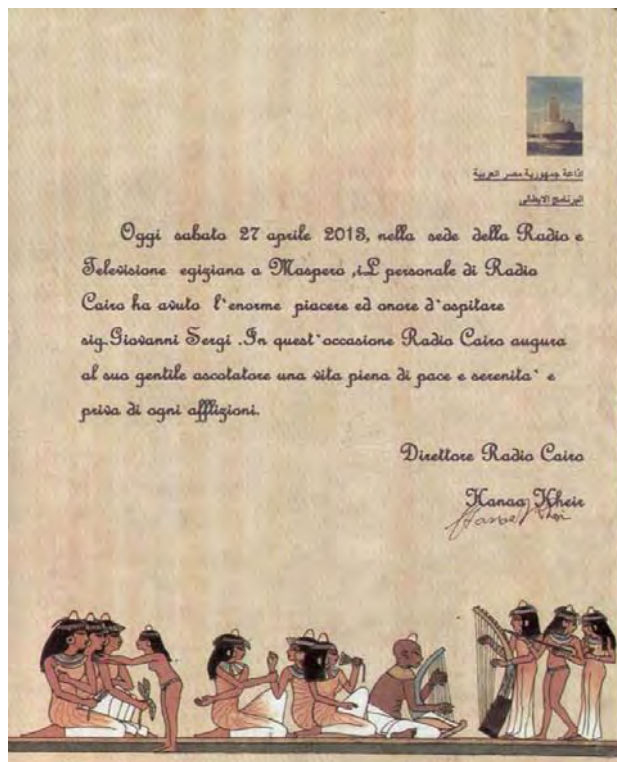 اذاعة جمهورية مصر العربية
البرنامج الايطالى
Oggi sabato 27 aprile 2013, nella sede della Radio e
Televisione egiziana a Maspero ,iL personale di Radio
Cairo ha avuto l`enorme piacere ed onore d`ospitare
sig.Giovanni Sergi .In quest`occasione Radio Cairo augura
al suo gentile ascotatore una vita piena di pace e serenita` e
priva di ogni afflizioni.
Direttore Radio Cairo
Hanaa Kheir